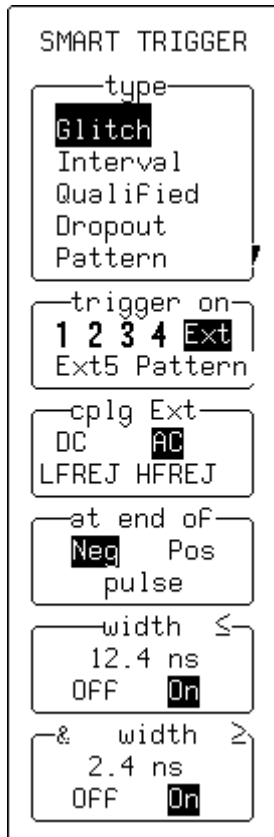 SMART TRIGGER
type
Glitch
Interval
Qualified
Dropout
Pattern
trigger on
1 2 3 4 Ext
Ext5 Pattern
cplg Ext
DC AC
LFREJ HFREJ
at end of
Neg Pos
pulse
width ≤
12.4 ns
OFF On
& width ≥
2.4 ns
OFF On